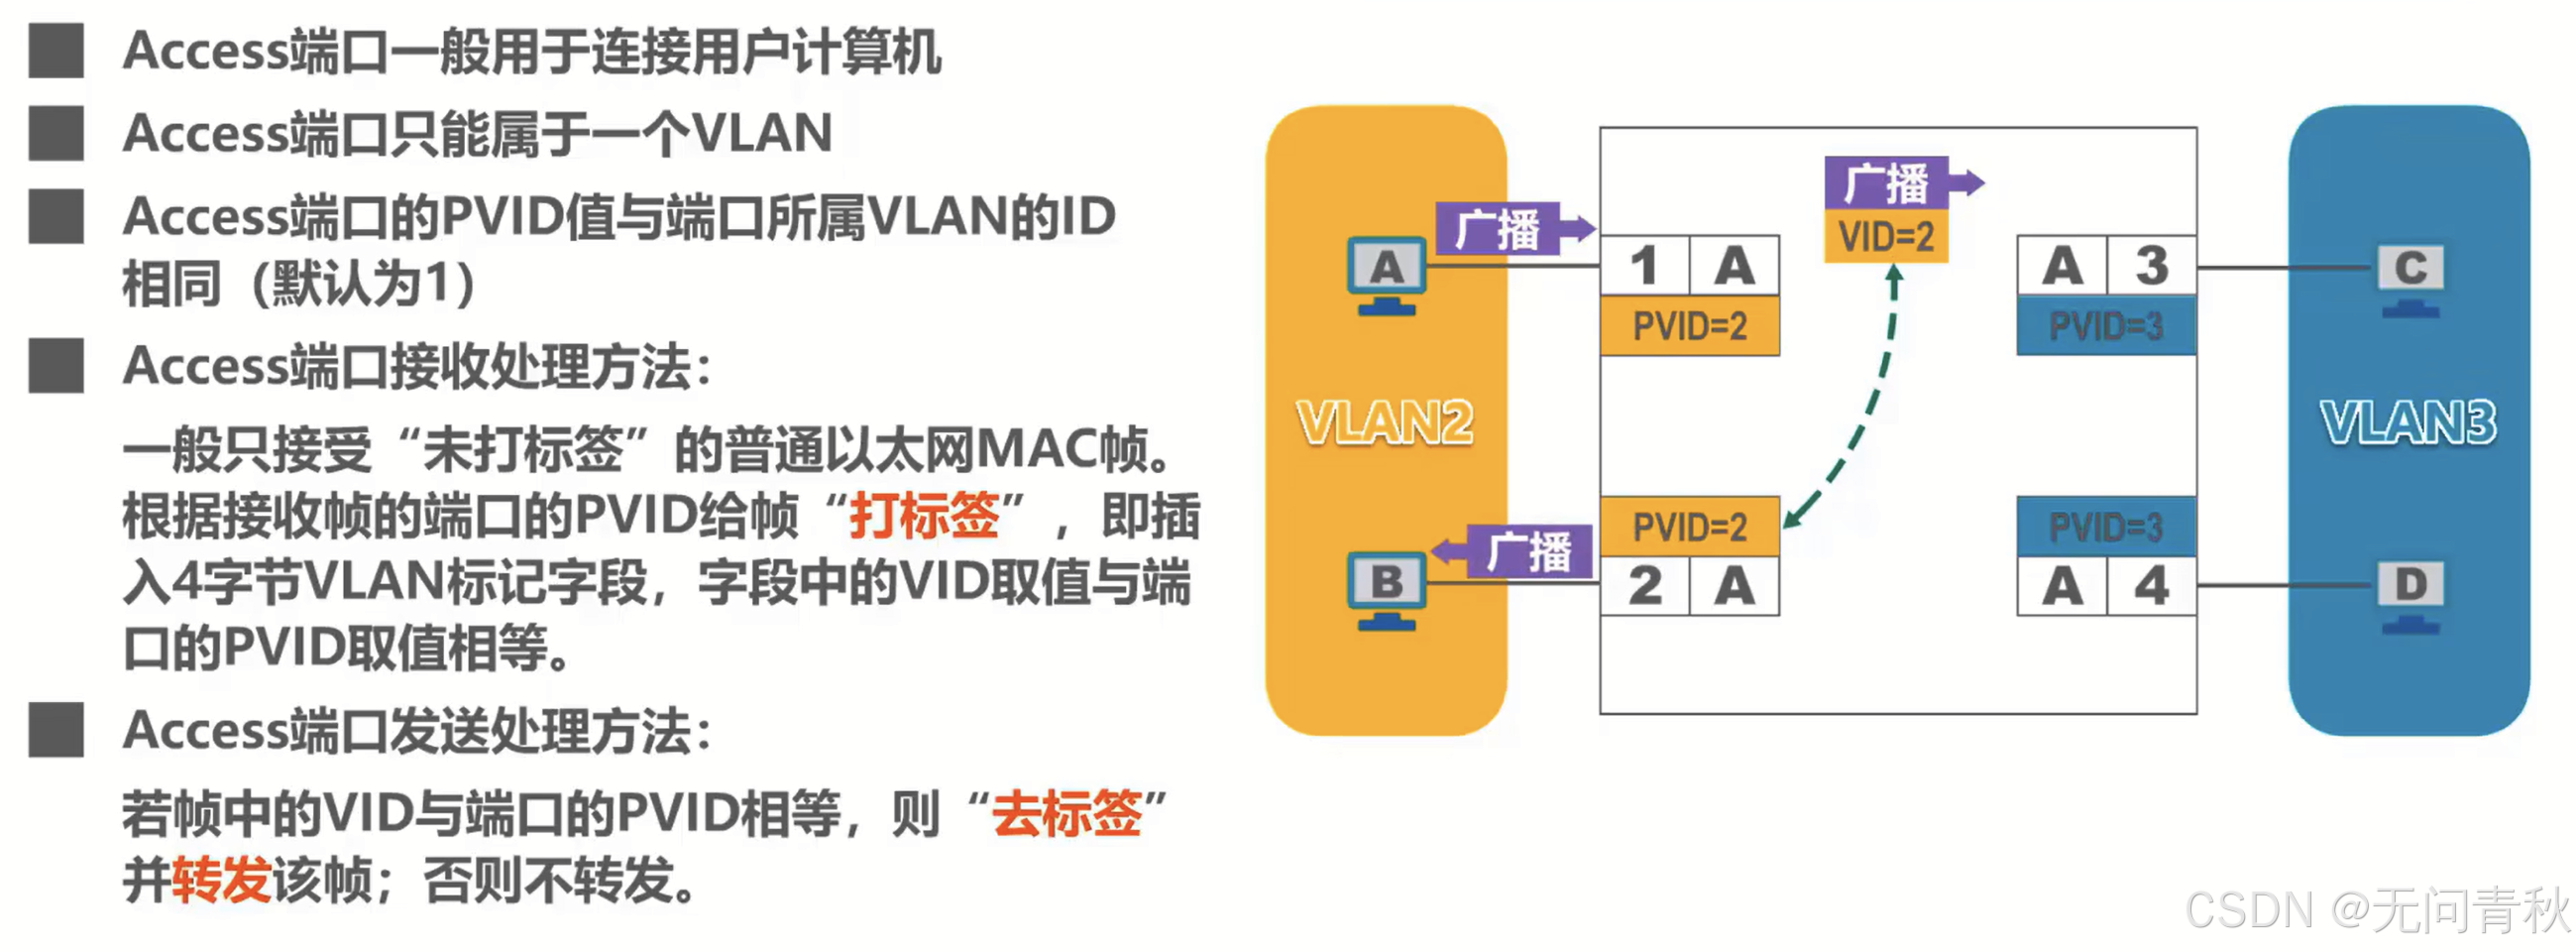 Access端口一般用于连接用户计算机
Access端口只能属于一个VLAN
Access端口的PVID值与端口所属VLAN的ID
相同（默认为1）
Access端口接收处理方法：
一般只接受“未打标签”的普通以太网MAC帧。
根据接收帧的端口的PVID给帧“打标签”，即插
入4字节VLAN标记字段，字段中的VID取值与端
口的PVID取值相等。
Access端口发送处理方法：
若帧中的VID与端口的PVID相等，则“去标签”
并转发该帧；否则不转发。
广播
VID=2
广播
A
1 A
PVID=2
A 3
PVID=3
C
VLAN2
VLAN3
PVID=2
2 A
广播
B
PVID=3
A 4
D
CSDN @无问青秋